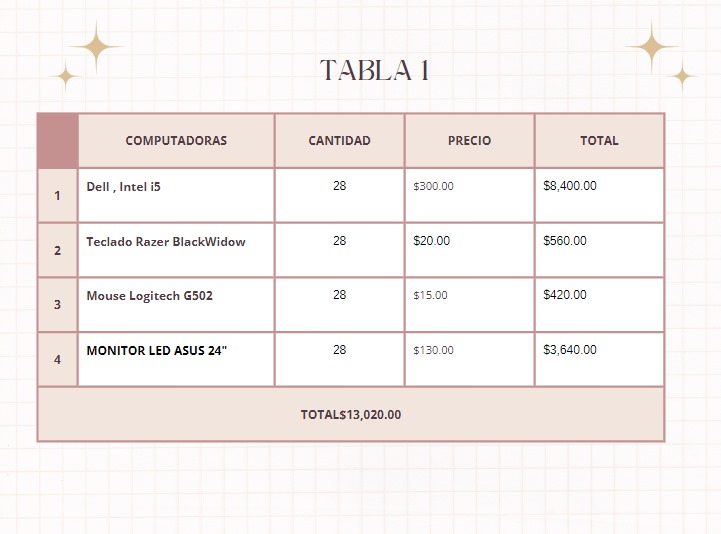 TABLA 1
COMPUTADORAS CANTIDAD PRECIO TOTAL
1 Dell , Intel i5 28 $300.00 $8,400.00
2 Teclado Razer BlackWidow 28 $20.00 $560.00
3 Mouse Logitech G502 28 $15.00 $420.00
4 MONITOR LED ASUS 24" 28 $130.00 $3,640.00
TOTAL$13,020.00